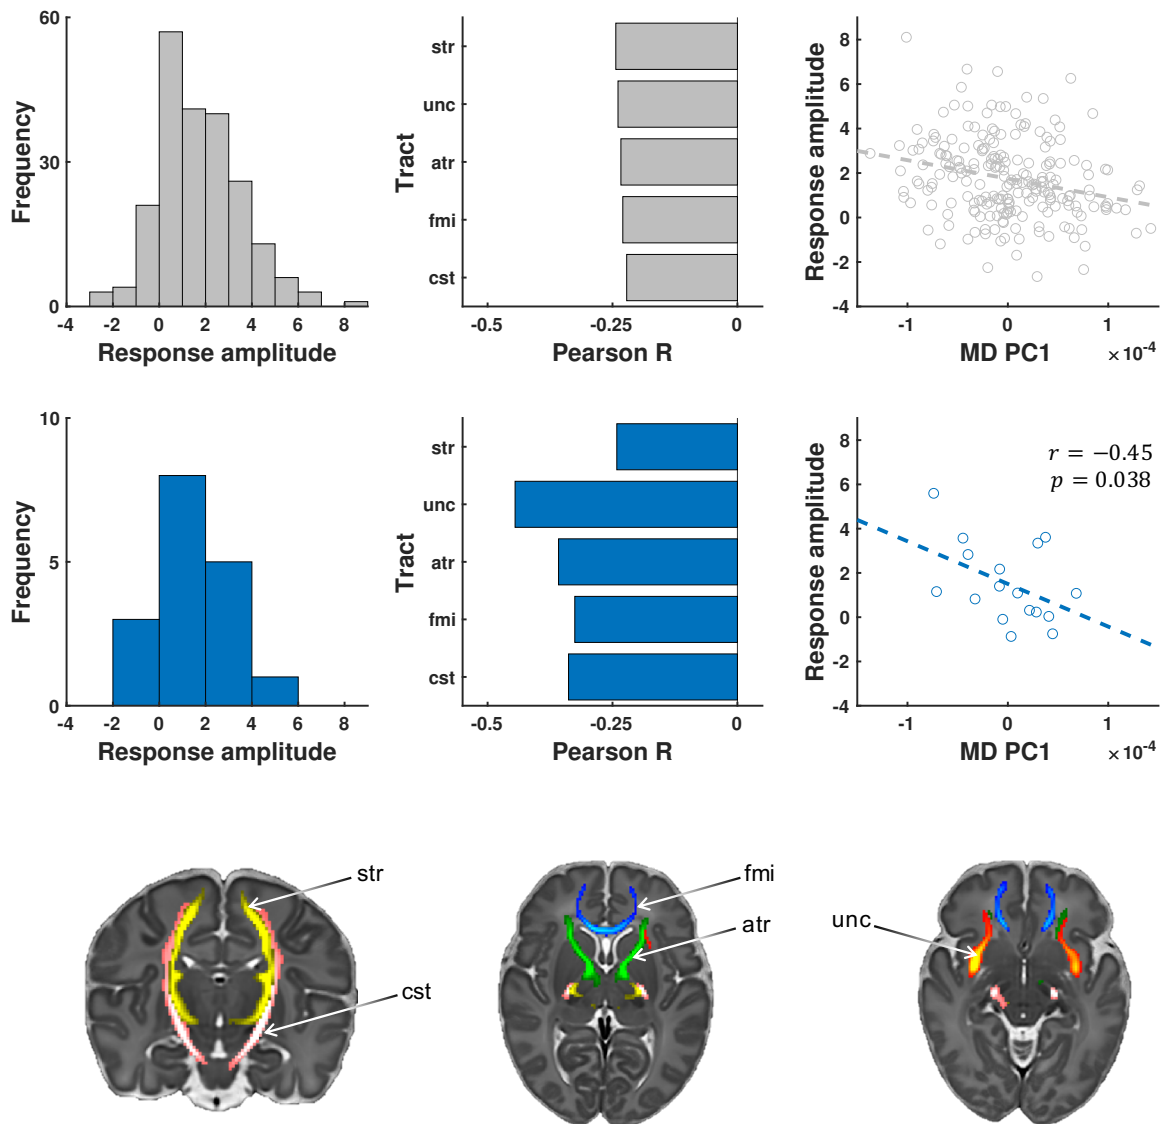 60
30
0
Frequency
-4 -2 0 2 4 6 8
Response amplitude
str
unc
atr
fmi
cst
Tract
-0.5 -0.25 0
Pearson R
8
6
4
2
0
-2
-4
Response amplitude
-1 0 1
MD PC1
×10⁻⁴
10
5
0
Frequency
-4 -2 0 2 4 6 8
Response amplitude
str
unc
atr
fmi
cst
Tract
-0.5 -0.25 0
Pearson R
8
6
4
2
0
-2
-4
Response amplitude
r = −0.45
p = 0.038
-1 0 1
MD PC1
×10⁻⁴
str
cst
fmi
atr
unc